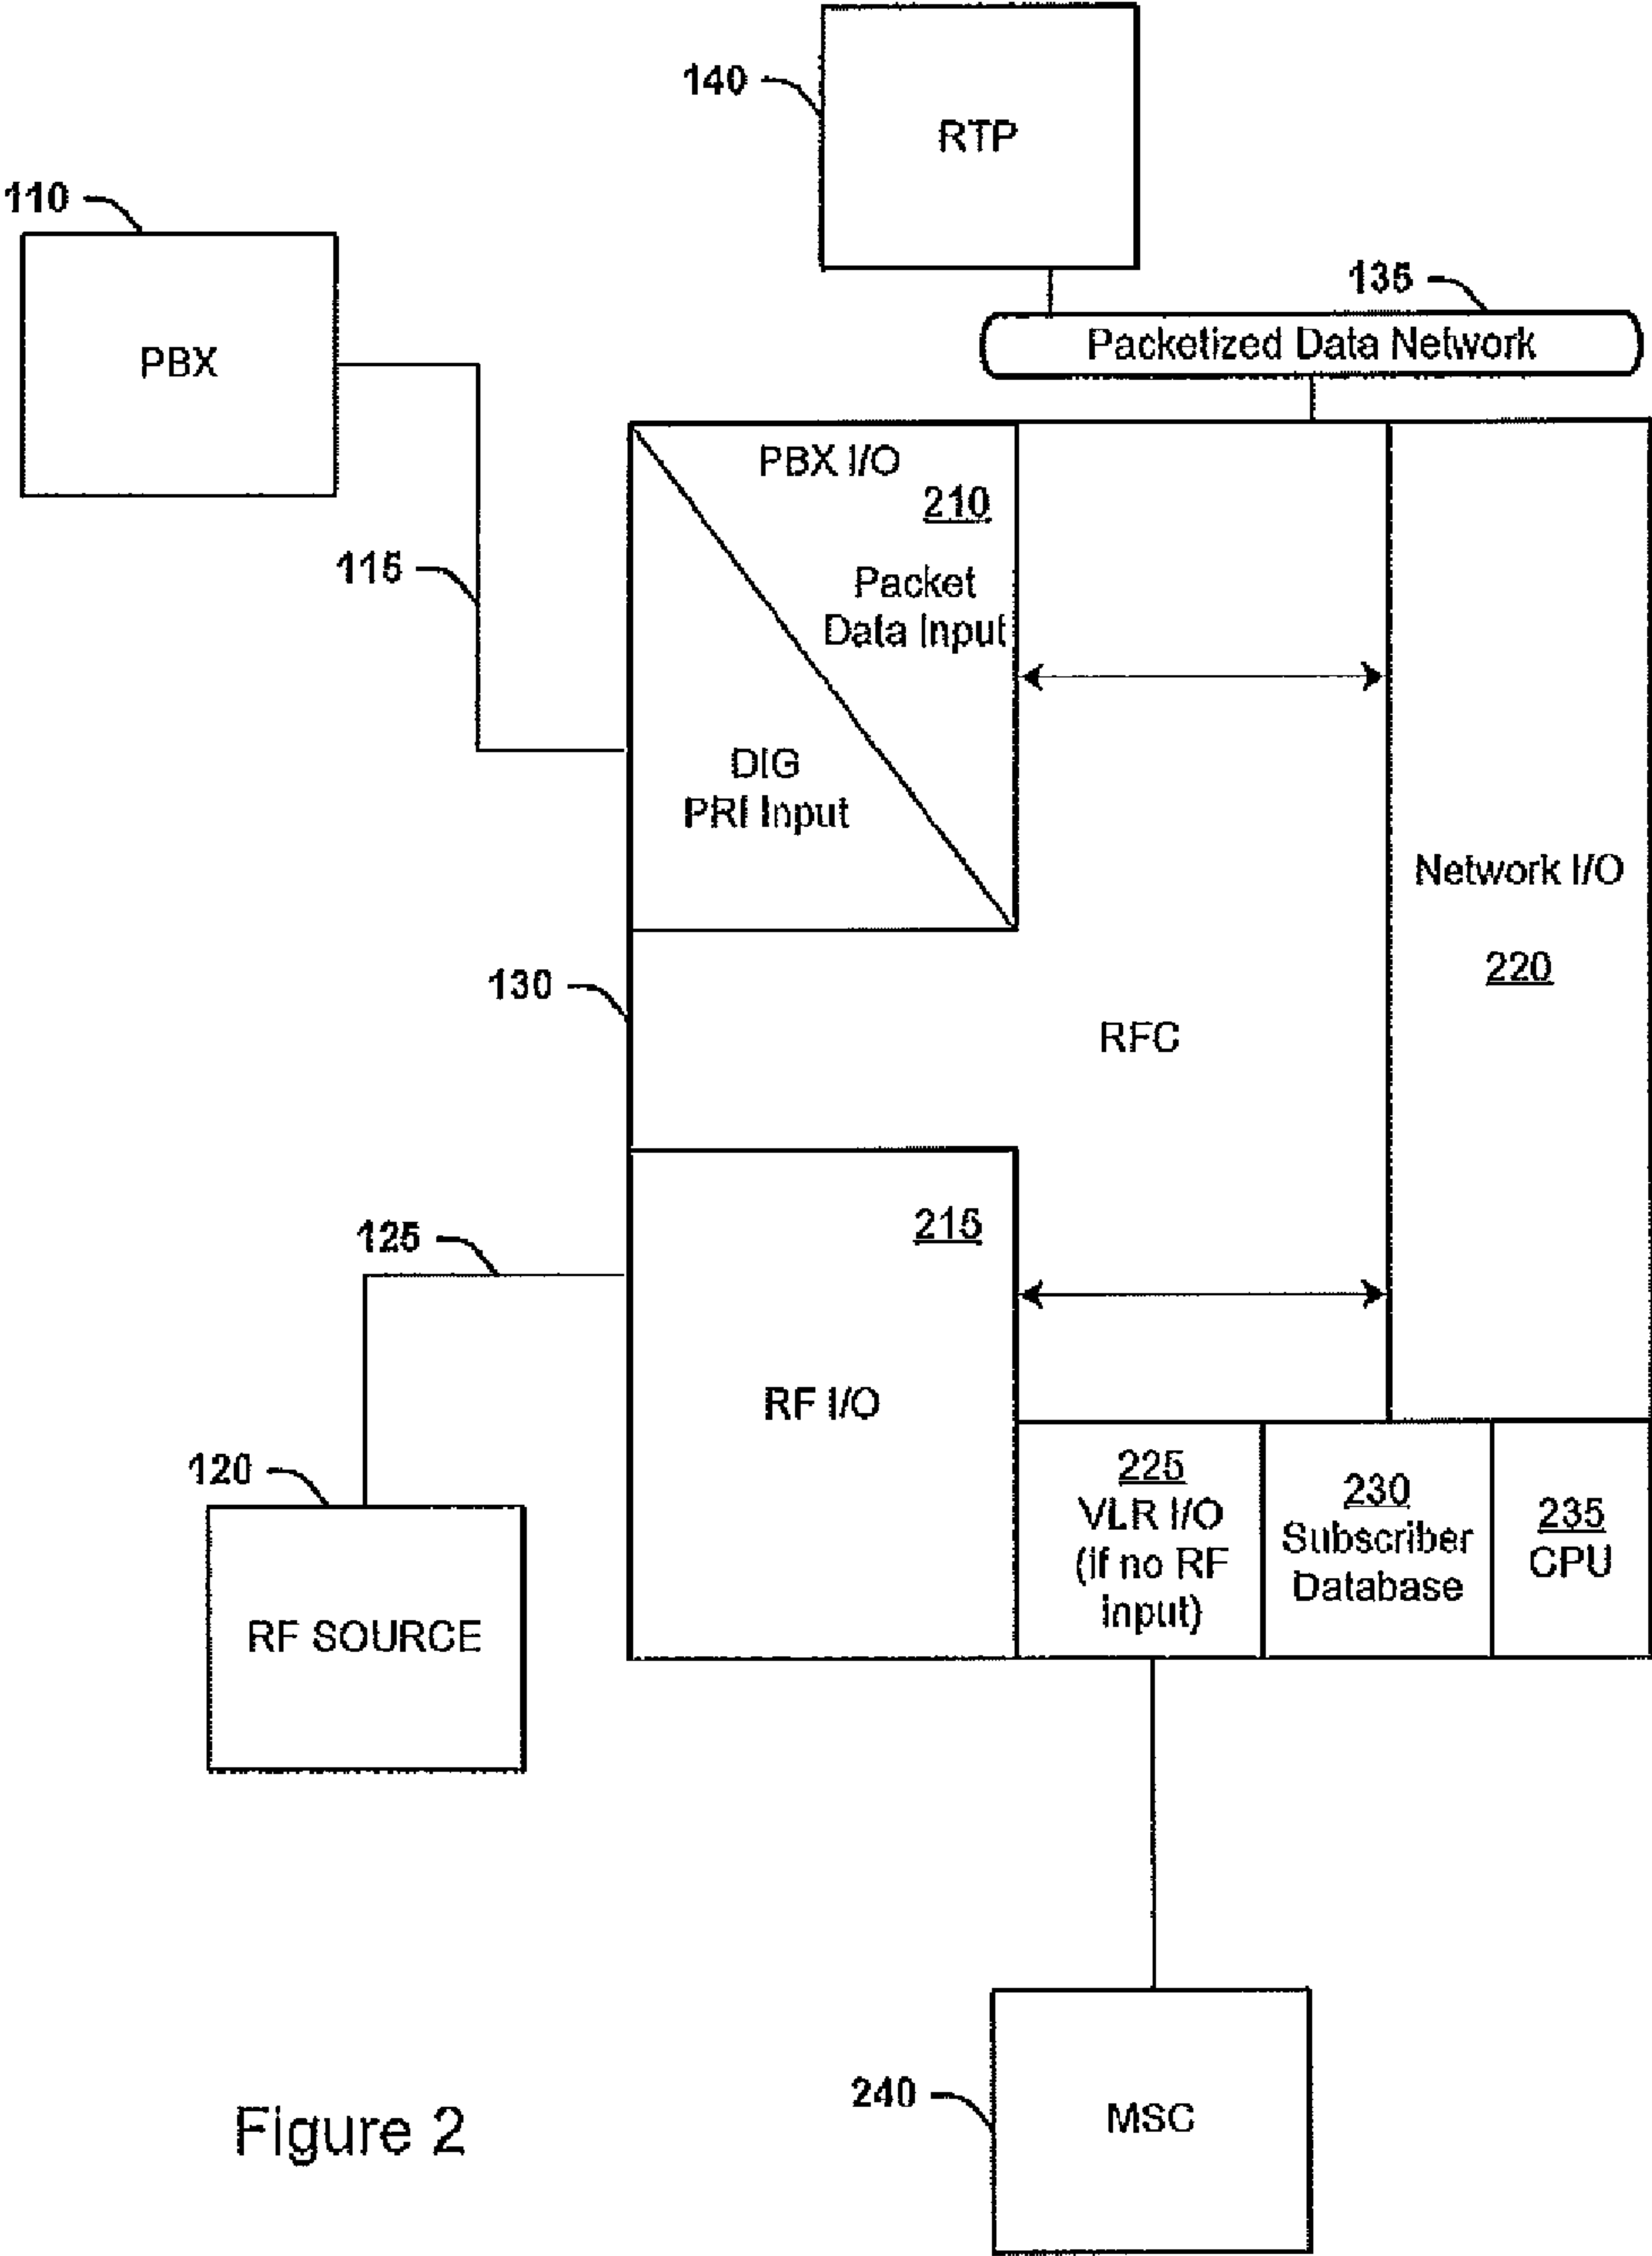 140
RTP
110
PBX
135
Packetized Data Network
115
PBX I/O
210
Packet
Data Input
DIG
PRI Input
Network I/O
220
130
RFC
215
125
RF I/O
120
RF SOURCE
225
VLR I/O
(if no RF
input)
230
Subscriber
Database
235
CPU
240
MSC
Figure 2